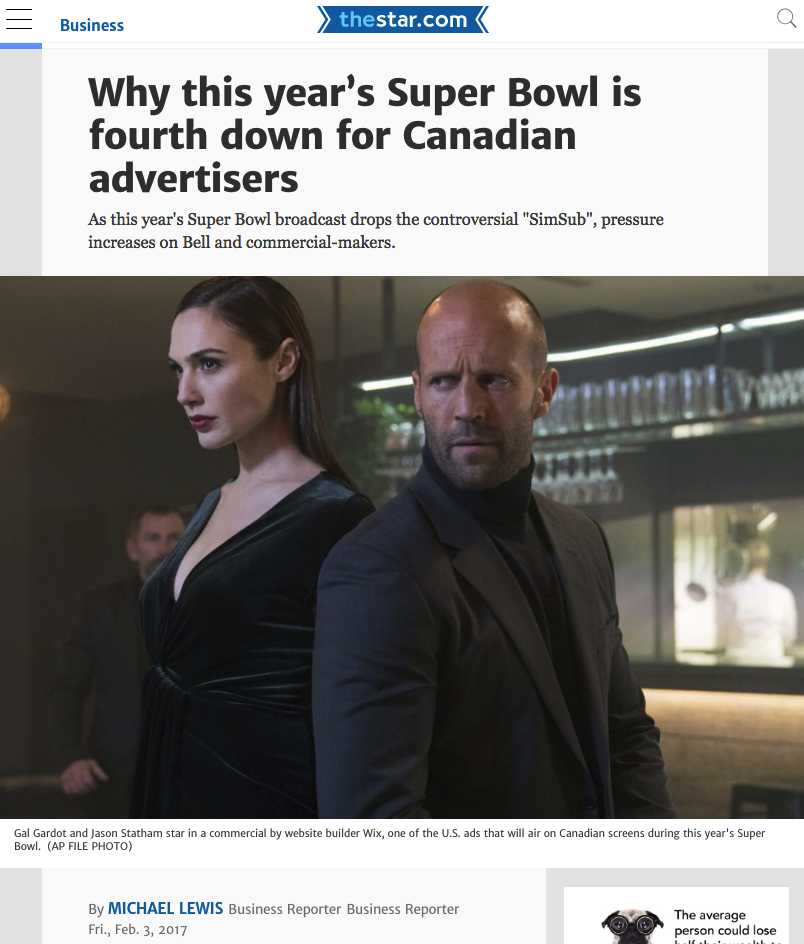 Business
thestar.com
Why this year's Super Bowl is
fourth down for Canadian
advertisers
As this year's Super Bowl broadcast drops the controversial "SimSub", pressure
increases on Bell and commercial-makers.
Gal Gardot and Jason Statham star in a commercial by website builder Wix, one of the U.S. ads that will air on Canadian screens during this year's Super
Bowl. (AP FILE PHOTO)
By MICHAEL LEWIS Business Reporter Business Reporter
Fri., Feb. 3, 2017
The average
person could lose
half their wealth to